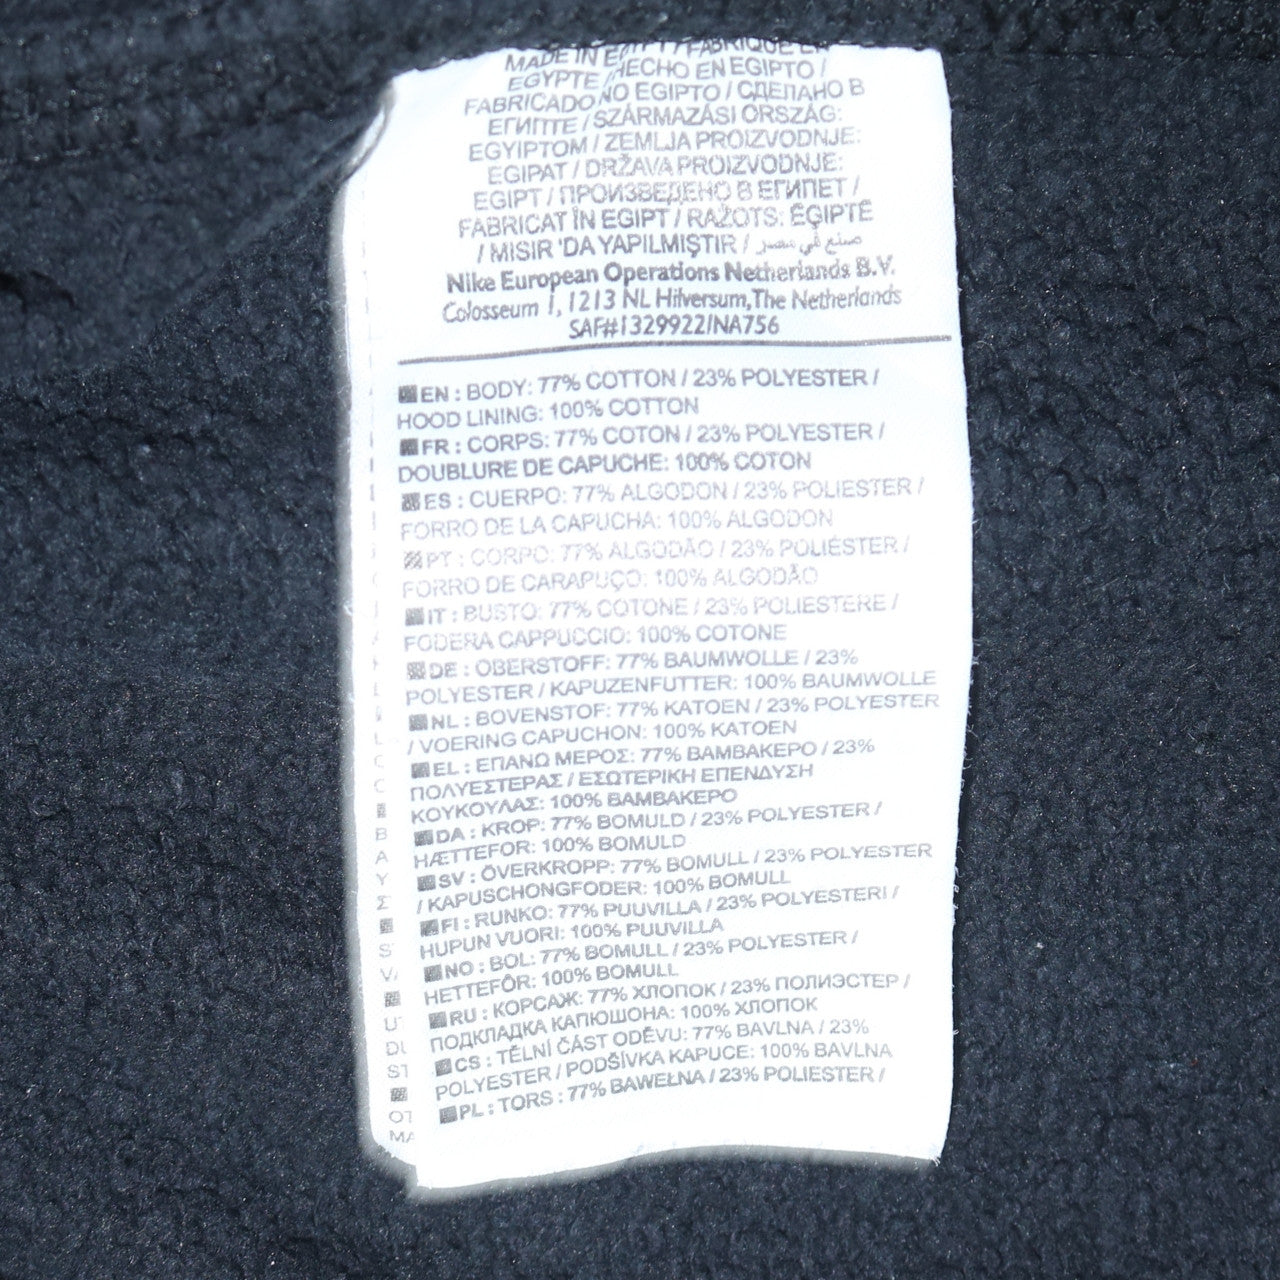 MADE IN EGYPT / FABRIQUE EN
EGYPTE / HECHO EN EGIPTO /
FABRICADO NO EGIPTO / СДЕЛАНО В
ЕГИПТЕ / SZÁRMAZÁSI ORSZÁG:
EGYIPTOM / ZEMLJA PROIZVODNJE:
EGIPAT / DRŽAVA PROIZVODNJE:
EGIPT / ПРОИЗВЕДЕНО В ЕГИПЕТ /
FABRICAT ÎN EGIPT / RAŽOTS: ĒĢIPTĒ
/ MISIR 'DA YAPILMIŞTIR / صنع في مصر
Nike European Operations Netherlands B.V.
Colosseum 1, 1213 NL Hilversum, The Netherlands
SAF#1329922/NA756
EN : BODY: 77% COTTON / 23% POLYESTER /
HOOD LINING: 100% COTTON
FR : CORPS: 77% COTON / 23% POLYESTER /
DOUBLURE DE CAPUCHE: 100% COTON
ES : CUERPO: 77% ALGODON / 23% POLIESTER /
FORRO DE LA CAPUCHA: 100% ALGODON
PT : CORPO: 77% ALGODÃO / 23% POLIÉSTER /
FORRO DE CARAPUÇO: 100% ALGODÃO
IT : BUSTO: 77% COTONE / 23% POLIESTERE /
FODERA CAPPUCCIO: 100% COTONE
DE : OBERSTOFF: 77% BAUMWOLLE / 23%
POLYESTER / KAPUZENFUTTER: 100% BAUMWOLLE
NL : BOVENSTOF: 77% KATOEN / 23% POLYESTER
/ VOERING CAPUCHON: 100% KATOEN
EL : ΕΠΑΝΩ ΜΕΡΟΣ: 77% ΒΑΜΒΑΚΕΡΟ / 23%
ΠΟΛΥΕΣΤΕΡΑΣ / ΕΣΩΤΕΡΙΚΗ ΕΠΕΝΔΥΣΗ
ΚΟΥΚΟΥΛΑΣ: 100% ΒΑΜΒΑΚΕΡΟ
DA : KROP: 77% BOMULD / 23% POLYESTER /
HÆTTEFOR: 100% BOMULD
SV : ÖVERKROPP: 77% BOMULL / 23% POLYESTER
/ KAPUSCHONGFODER: 100% BOMULL
FI : RUNKO: 77% PUUVILLA / 23% POLYESTERI /
HUPUN VUORI: 100% PUUVILLA
NO : BOL: 77% BOMULL / 23% POLYESTER /
HETTEFÔR: 100% BOMULL
RU : КОРСАЖ: 77% ХЛОПОК / 23% ПОЛИЭСТЕР /
ПОДКЛАДКА КАПЮШОНА: 100% ХЛОПОК
CS : TĚLNÍ ČÁST ODĚVU: 77% BAVLNA / 23%
POLYESTER / PODŠÍVKA KAPUCE: 100% BAVLNA
PL : TORS : 77% BAWEŁNA / 23% POLIESTER /